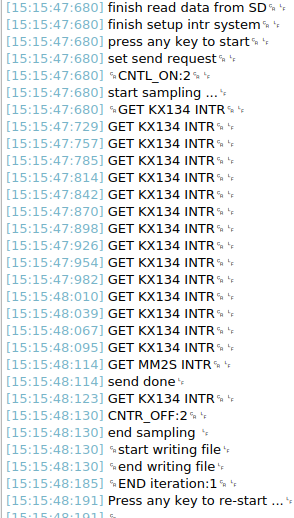 [15:15:47:680] finish read data from SD␍␊
[15:15:47:680] finish setup intr system␍␊
[15:15:47:680] press any key to start␍␊
[15:15:47:680] set send request␍␊
[15:15:47:680] ␍CNTL_ON:2␍␊
[15:15:47:680] start sampling ...␊
[15:15:47:680] ␍GET KX134 INTR␍␊
[15:15:47:729] GET KX134 INTR␍␊
[15:15:47:757] GET KX134 INTR␍␊
[15:15:47:785] GET KX134 INTR␍␊
[15:15:47:814] GET KX134 INTR␍␊
[15:15:47:842] GET KX134 INTR␍␊
[15:15:47:870] GET KX134 INTR␍␊
[15:15:47:898] GET KX134 INTR␍␊
[15:15:47:926] GET KX134 INTR␍␊
[15:15:47:954] GET KX134 INTR␍␊
[15:15:47:982] GET KX134 INTR␍␊
[15:15:48:010] GET KX134 INTR␍␊
[15:15:48:039] GET KX134 INTR␍␊
[15:15:48:067] GET KX134 INTR␍␊
[15:15:48:095] GET KX134 INTR␍␊
[15:15:48:114] GET MM2S INTR␍␊
[15:15:48:114] send done␊
[15:15:48:123] GET KX134 INTR␍␊
[15:15:48:130] CNTR_OFF:2␍␊
[15:15:48:130] end sampling ␊
[15:15:48:130] ␍start writing file␊
[15:15:48:130] ␍end writing file␊
[15:15:48:185] ␍END iteration:1␍␊
[15:15:48:191] Press any key to re-start ...␍␊
[15:15:48:191] ␍